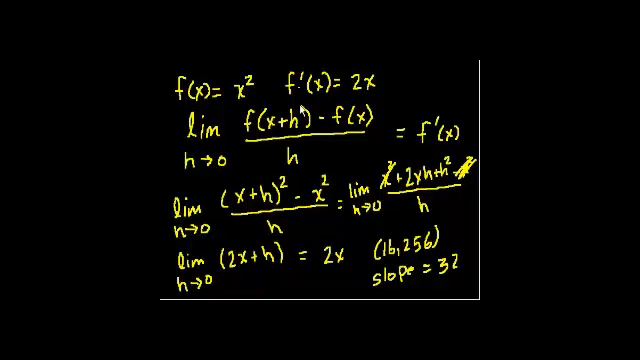 f(x) = x² f'(x) = 2x
lim h→0 f(x+h) - f(x) / h = f'(x)
lim h→0 (x+h)² - x² / h = lim h→0 x² + 2xh + h² - x² / h
lim h→0 (2x+h) = 2x (16,256)
slope = 32